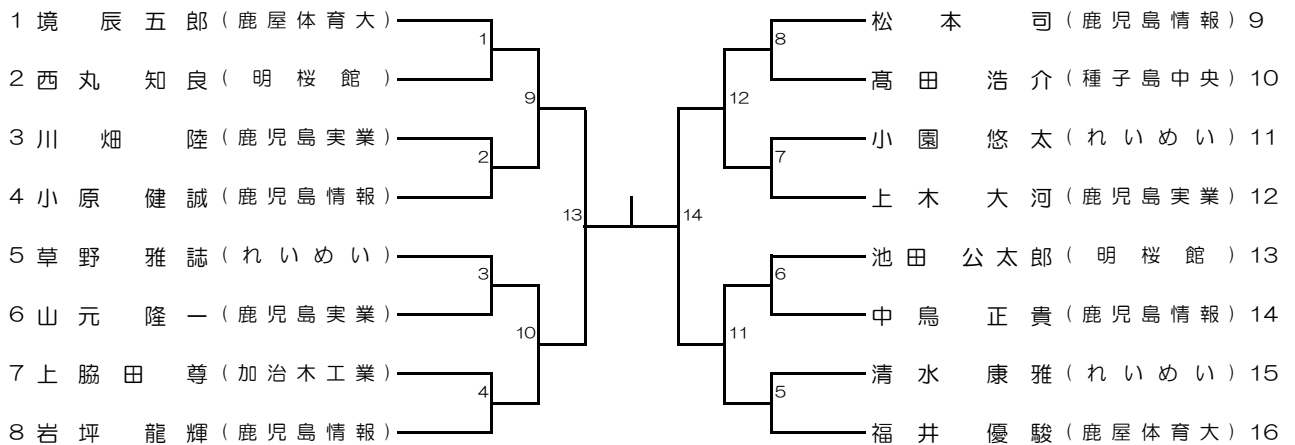 1 境 辰五郎 (鹿屋体育大)
2 西丸 知良 (明桜館)
3 川畑 陸 (鹿児島実業)
4 小原 健誠 (鹿児島情報)
5 草野 雅誌 (れいめい)
6 山元 隆一 (鹿児島実業)
7 上脇田 尊 (加治木工業)
8 岩坪 龍輝 (鹿児島情報)
1
2
3
4
9
10
13
14
12
11
8
7
6
5
松本 司 (鹿児島情報) 9
髙田 浩介 (種子島中央) 10
小園 悠太 (れいめい) 11
上木 大河 (鹿児島実業) 12
池田 公太郎 (明桜館) 13
中鳥 正貴 (鹿児島情報) 14
清水 康雅 (れいめい) 15
福井 優駿 (鹿屋体育大) 16